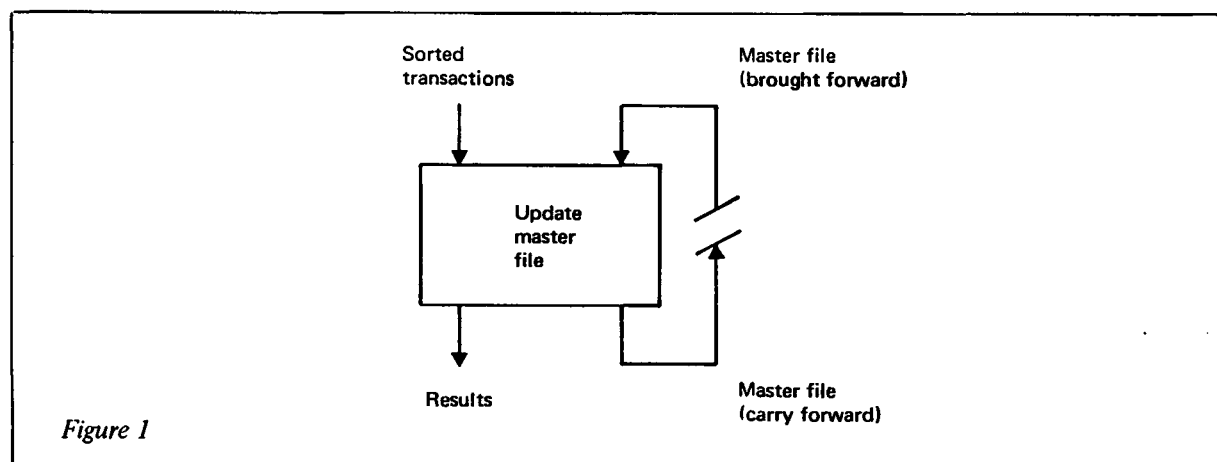 Sorted
transactions
Master file
(brought forward)
Update
master
file
Results
Master file
(carry forward)
Figure 1